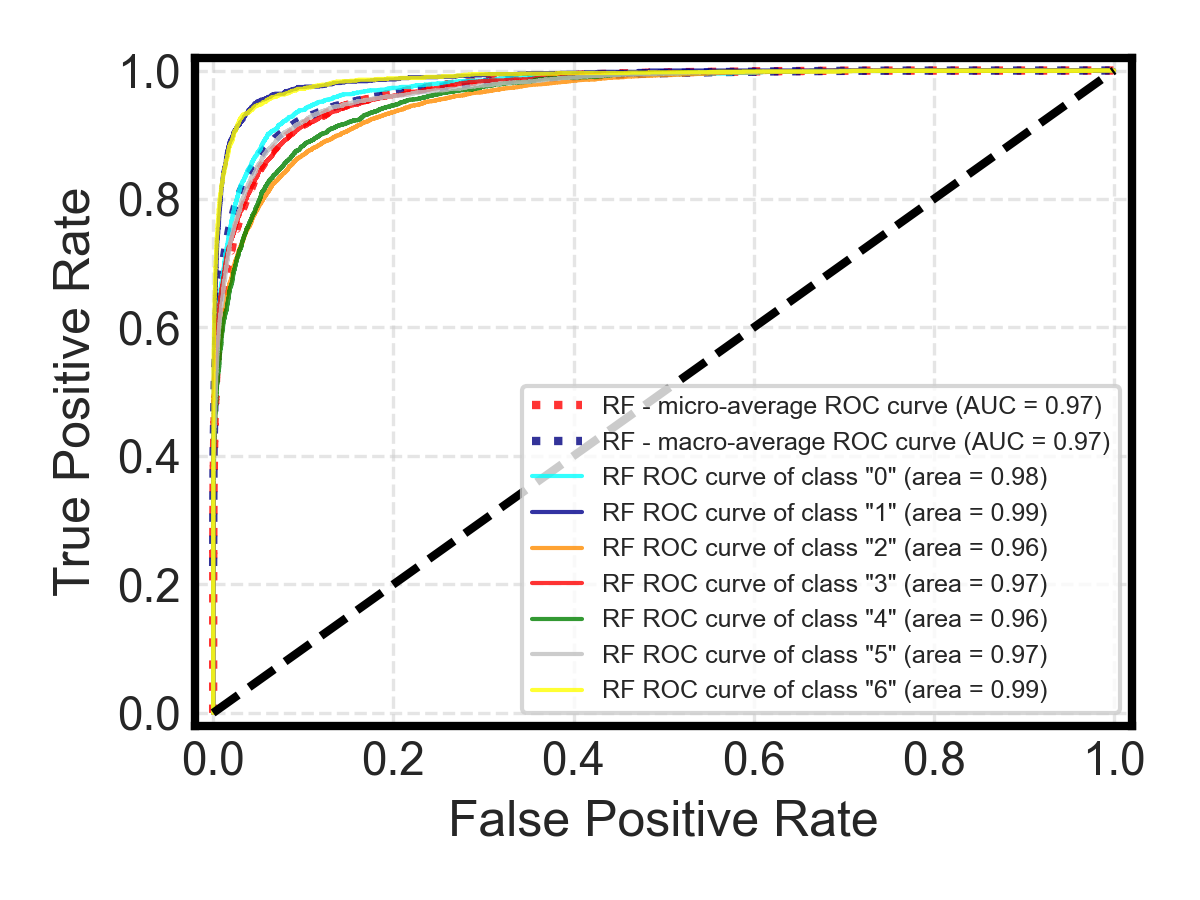 1.0
0.8
0.6
0.4
0.2
0.0
True Positive Rate
RF - micro-average ROC curve (AUC = 0.97)
RF - macro-average ROC curve (AUC = 0.97)
RF ROC curve of class "0" (area = 0.98)
RF ROC curve of class "1" (area = 0.99)
RF ROC curve of class "2" (area = 0.96)
RF ROC curve of class "3" (area = 0.97)
RF ROC curve of class "4" (area = 0.96)
RF ROC curve of class "5" (area = 0.97)
RF ROC curve of class "6" (area = 0.99)
0.0 0.2 0.4 0.6 0.8 1.0
False Positive Rate